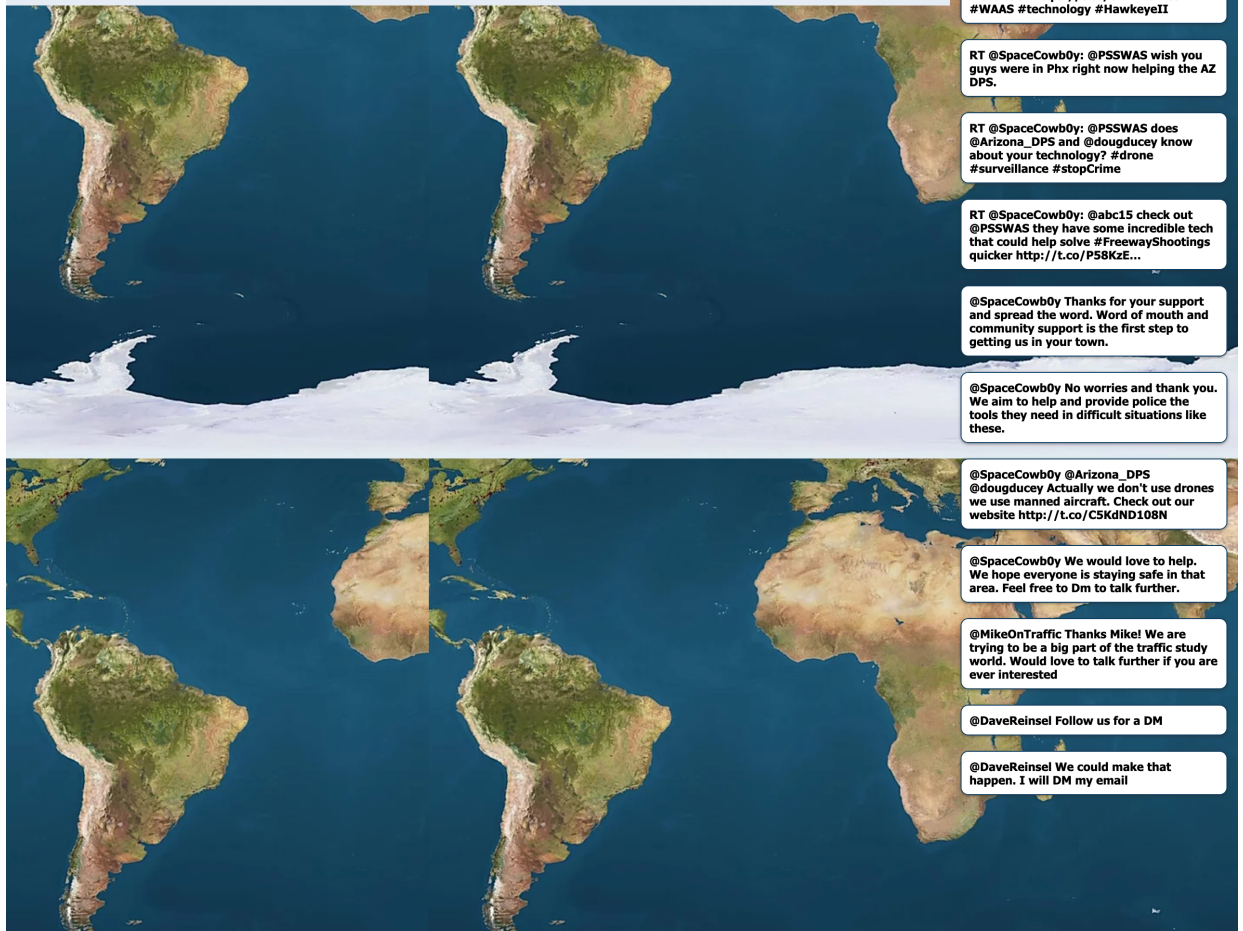 #WAAS #technology #HawkeyeII
RT @SpaceCowb0y: @PSSWAS wish you
guys were in Phx right now helping the AZ
DPS.
RT @SpaceCowb0y: @PSSWAS does
@Arizona_DPS and @dougducey know
about your technology? #drone
#surveillance #stopCrime
RT @SpaceCowb0y: @abc15 check out
@PSSWAS they have some incredible tech
that could help solve #FreewayShootings
quicker http://t.co/P58KzE...
@SpaceCowb0y Thanks for your support
and spread the word. Word of mouth and
community support is the first step to
getting us in your town.
@SpaceCowb0y No worries and thank you.
We aim to help and provide police the
tools they need in difficult situations like
these.
@SpaceCowb0y @Arizona_DPS
@dougducey Actually we don't use drones
we use manned aircraft. Check out our
website http://t.co/C5KdND108N
@SpaceCowb0y We would love to help.
We hope everyone is staying safe in that
area. Feel free to Dm to talk further.
@MikeOnTraffic Thanks Mike! We are
trying to be a big part of the traffic study
world. Would love to talk further if you are
ever interested
@DaveReinsel Follow us for a DM
@DaveReinsel We could make that
happen. I will DM my email